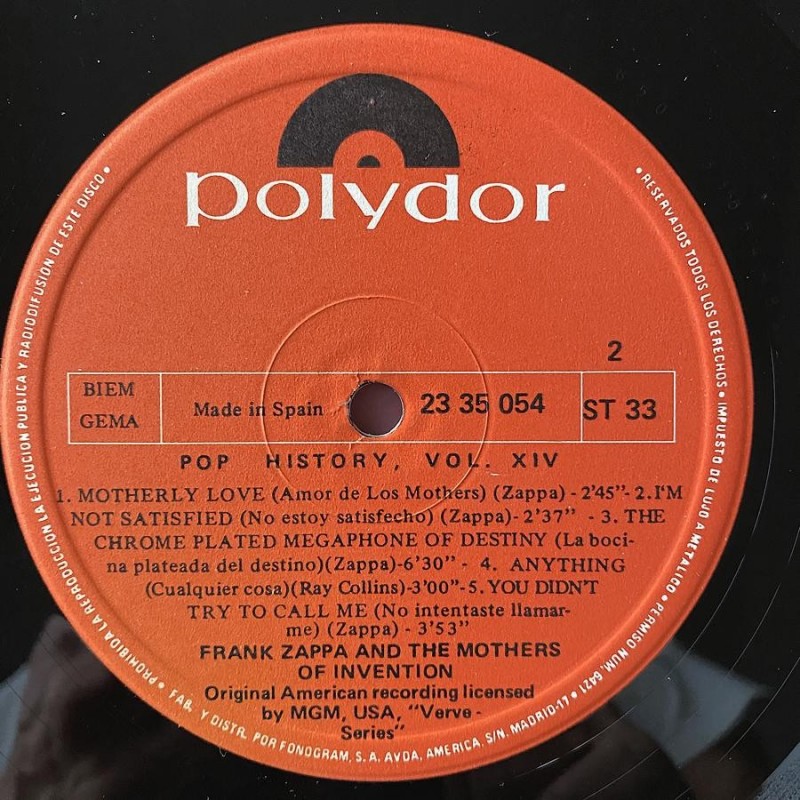 polydor
2
BIEM
GEMA
Made in Spain
23 35 054
ST 33
POP HISTORY, VOL. XIV
1. MOTHERLY LOVE (Amor de Los Mothers) (Zappa) - 2'45"- 2. I'M
NOT SATISFIED (No estoy satisfecho) (Zappa) - 2'37" - 3. THE
CHROME PLATED MEGAPHONE OF DESTINY (La boci-
na plateada del destino)(Zappa)-6'30" - 4. ANYTHING
(Cualquier cosa)(Ray Collins)-3'00"-5. YOU DIDN'T
TRY TO CALL ME (No intentaste llamar-
me) (Zappa) - 3'53"
FRANK ZAPPA AND THE MOTHERS
OF INVENTION
Original American recording licensed
by MGM, USA, "Verve -
Series"
PROHIBIDA LA REPRODUCCION LA EJECUCION PUBLICA Y RADIODIFUSION DE ESTE DISCO •
• RESERVADOS TODOS LOS DERECHOS • IMPUESTO DE LUJO A METALICO • PERMISO NUM. 6421 •
• FAB. Y DISTR. POR FONOGRAM, S.A. AVDA. AMERICA, S/N. MADRID-17 •